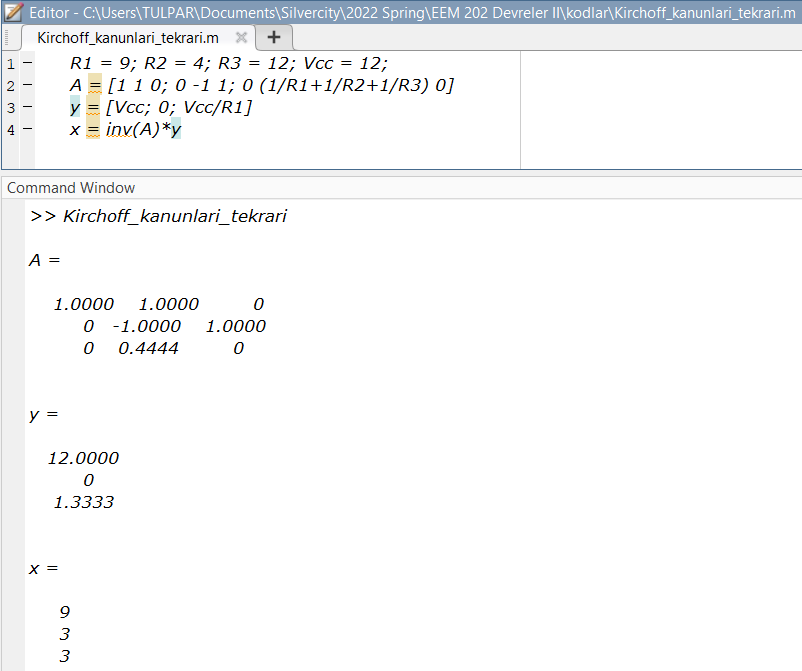 Editor - C:\Users\TULPAR\Documents\Silvercity\2022 Spring\EEM 202 Devreler II\kodlar\Kirchoff_kanunlari_tekrari.m
Kirchoff_kanunlari_tekrari.m
1 - R1 = 9; R2 = 4; R3 = 12; Vcc = 12;
2 - A = [1 1 0; 0 -1 1; 0 (1/R1+1/R2+1/R3) 0]
3 - y = [Vcc; 0; Vcc/R1]
4 - x = inv(A)*y
Command Window
>> Kirchoff_kanunlari_tekrari
A =
1.0000 1.0000 0
0 -1.0000 1.0000
0 0.4444 0
y =
12.0000
0
1.3333
x =
9
3
3